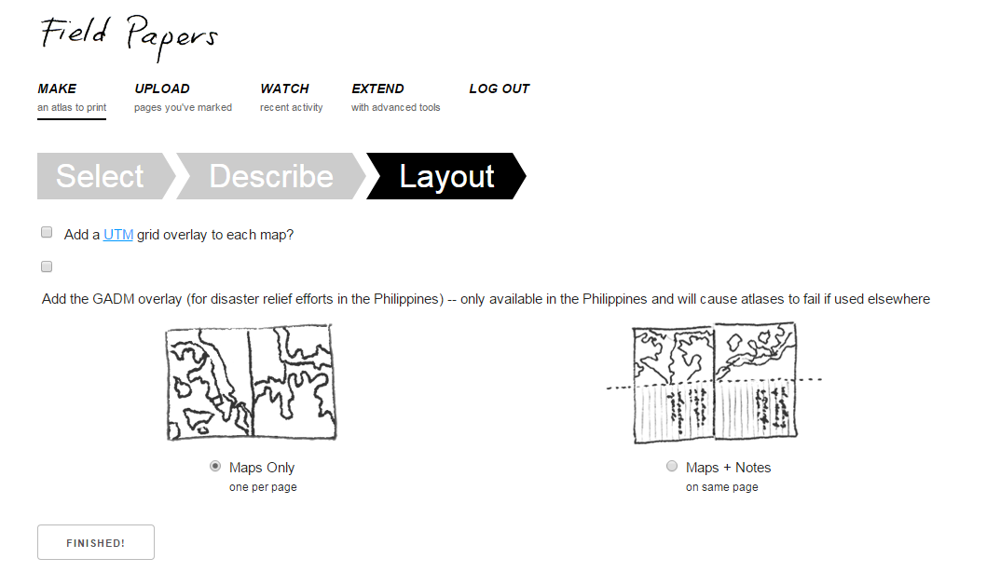 Field Papers
MAKE UPLOAD WATCH EXTEND LOG OUT
an atlas to print pages you've marked recent activity with advanced tools
Select Describe Layout
Add a UTM grid overlay to each map?
Add the GADM overlay (for disaster relief efforts in the Philippines) -- only available in the Philippines and will cause atlases to fail if used elsewhere
Maps Only Maps + Notes
one per page on same page
FINISHED!